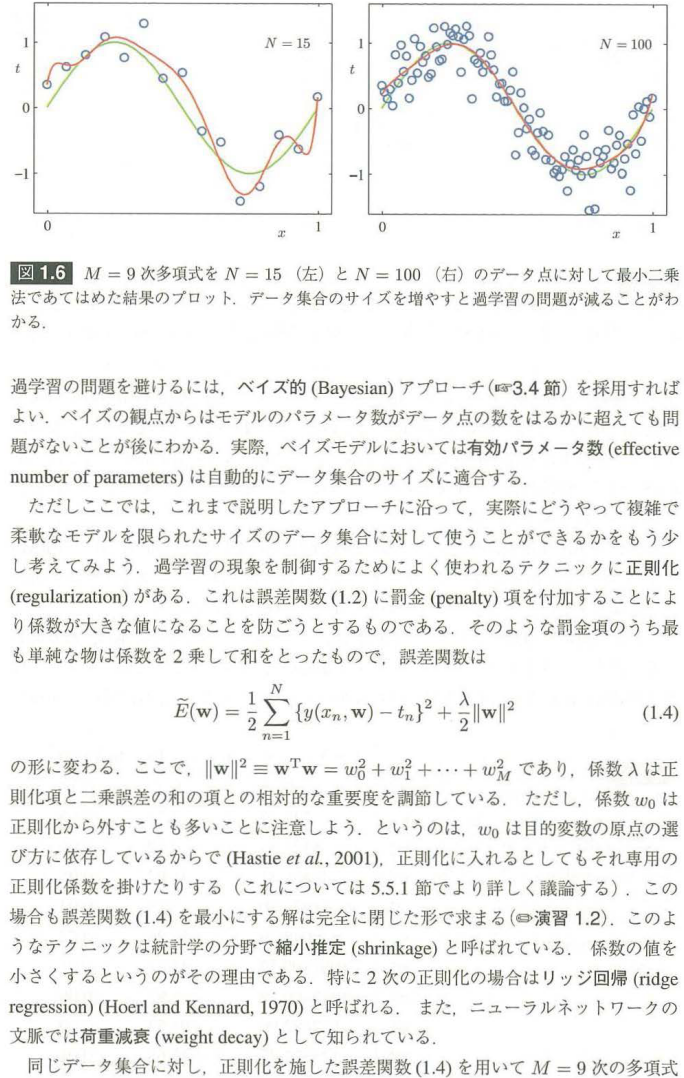 1
t
0
−1
0
x
1
N = 15
1
t
0
−1
0
x
1
N = 100
図 1.6 M = 9 次多項式を N = 15 (左) と N = 100 (右) のデータ点に対して最小二乗
法であてはめた結果のプロット．データ集合のサイズを増やすと過学習の問題が減ることがわ
かる．
過学習の問題を避けるには，ベイズ的 (Bayesian) アプローチ(☞3.4 節) を採用すれば
よい．ベイズの観点からはモデルのパラメータ数がデータ点の数をはるかに超えても問
題がないことが後にわかる．実際，ベイズモデルにおいては有効パラメータ数 (effective
number of parameters) は自動的にデータ集合のサイズに適合する．
ただしここでは，これまで説明したアプローチに沿って，実際にどうやって複雑で
柔軟なモデルを限られたサイズのデータ集合に対して使うことができるかをもう少
し考えてみよう．過学習の現象を制御するためによく使われるテクニックに正則化
(regularization) がある．これは誤差関数 (1.2) に罰金 (penalty) 項を付加することによ
り係数が大きな値になることを防ごうとするものである．そのような罰金項のうち最
も単純な物は係数を 2 乗して和をとったもので，誤差関数は
Ẽ(w) = 1/2 ∑_{n=1}^{N} {y(x_n, w) − t_n}² + λ/2 ‖w‖² (1.4)
の形に変わる．ここで，‖w‖² ≡ wᵀw = w₀² + w₁² + ⋯ + w_M² であり，係数 λ は正
則化項と二乗誤差の和の項との相対的な重要度を調節している．ただし，係数 w₀ は
正則化から外すことも多いことに注意しよう．というのは，w₀ は目的変数の原点の選
び方に依存しているからで (Hastie et al., 2001)，正則化に入れるとしてもそれ専用の
正則化係数を掛けたりする（これについては 5.5.1 節でより詳しく議論する）．この
場合も誤差関数 (1.4) を最小にする解は完全に閉じた形で求まる(✏演習 1.2)．このよ
うなテクニックは統計学の分野で縮小推定 (shrinkage) と呼ばれている．係数の値を
小さくするというのがその理由である．特に 2 次の正則化の場合はリッジ回帰 (ridge
regression) (Hoerl and Kennard, 1970) と呼ばれる．また，ニューラルネットワークの
文脈では荷重減衰 (weight decay) として知られている．
同じデータ集合に対し，正則化を施した誤差関数 (1.4) を用いて M = 9 次の多項式